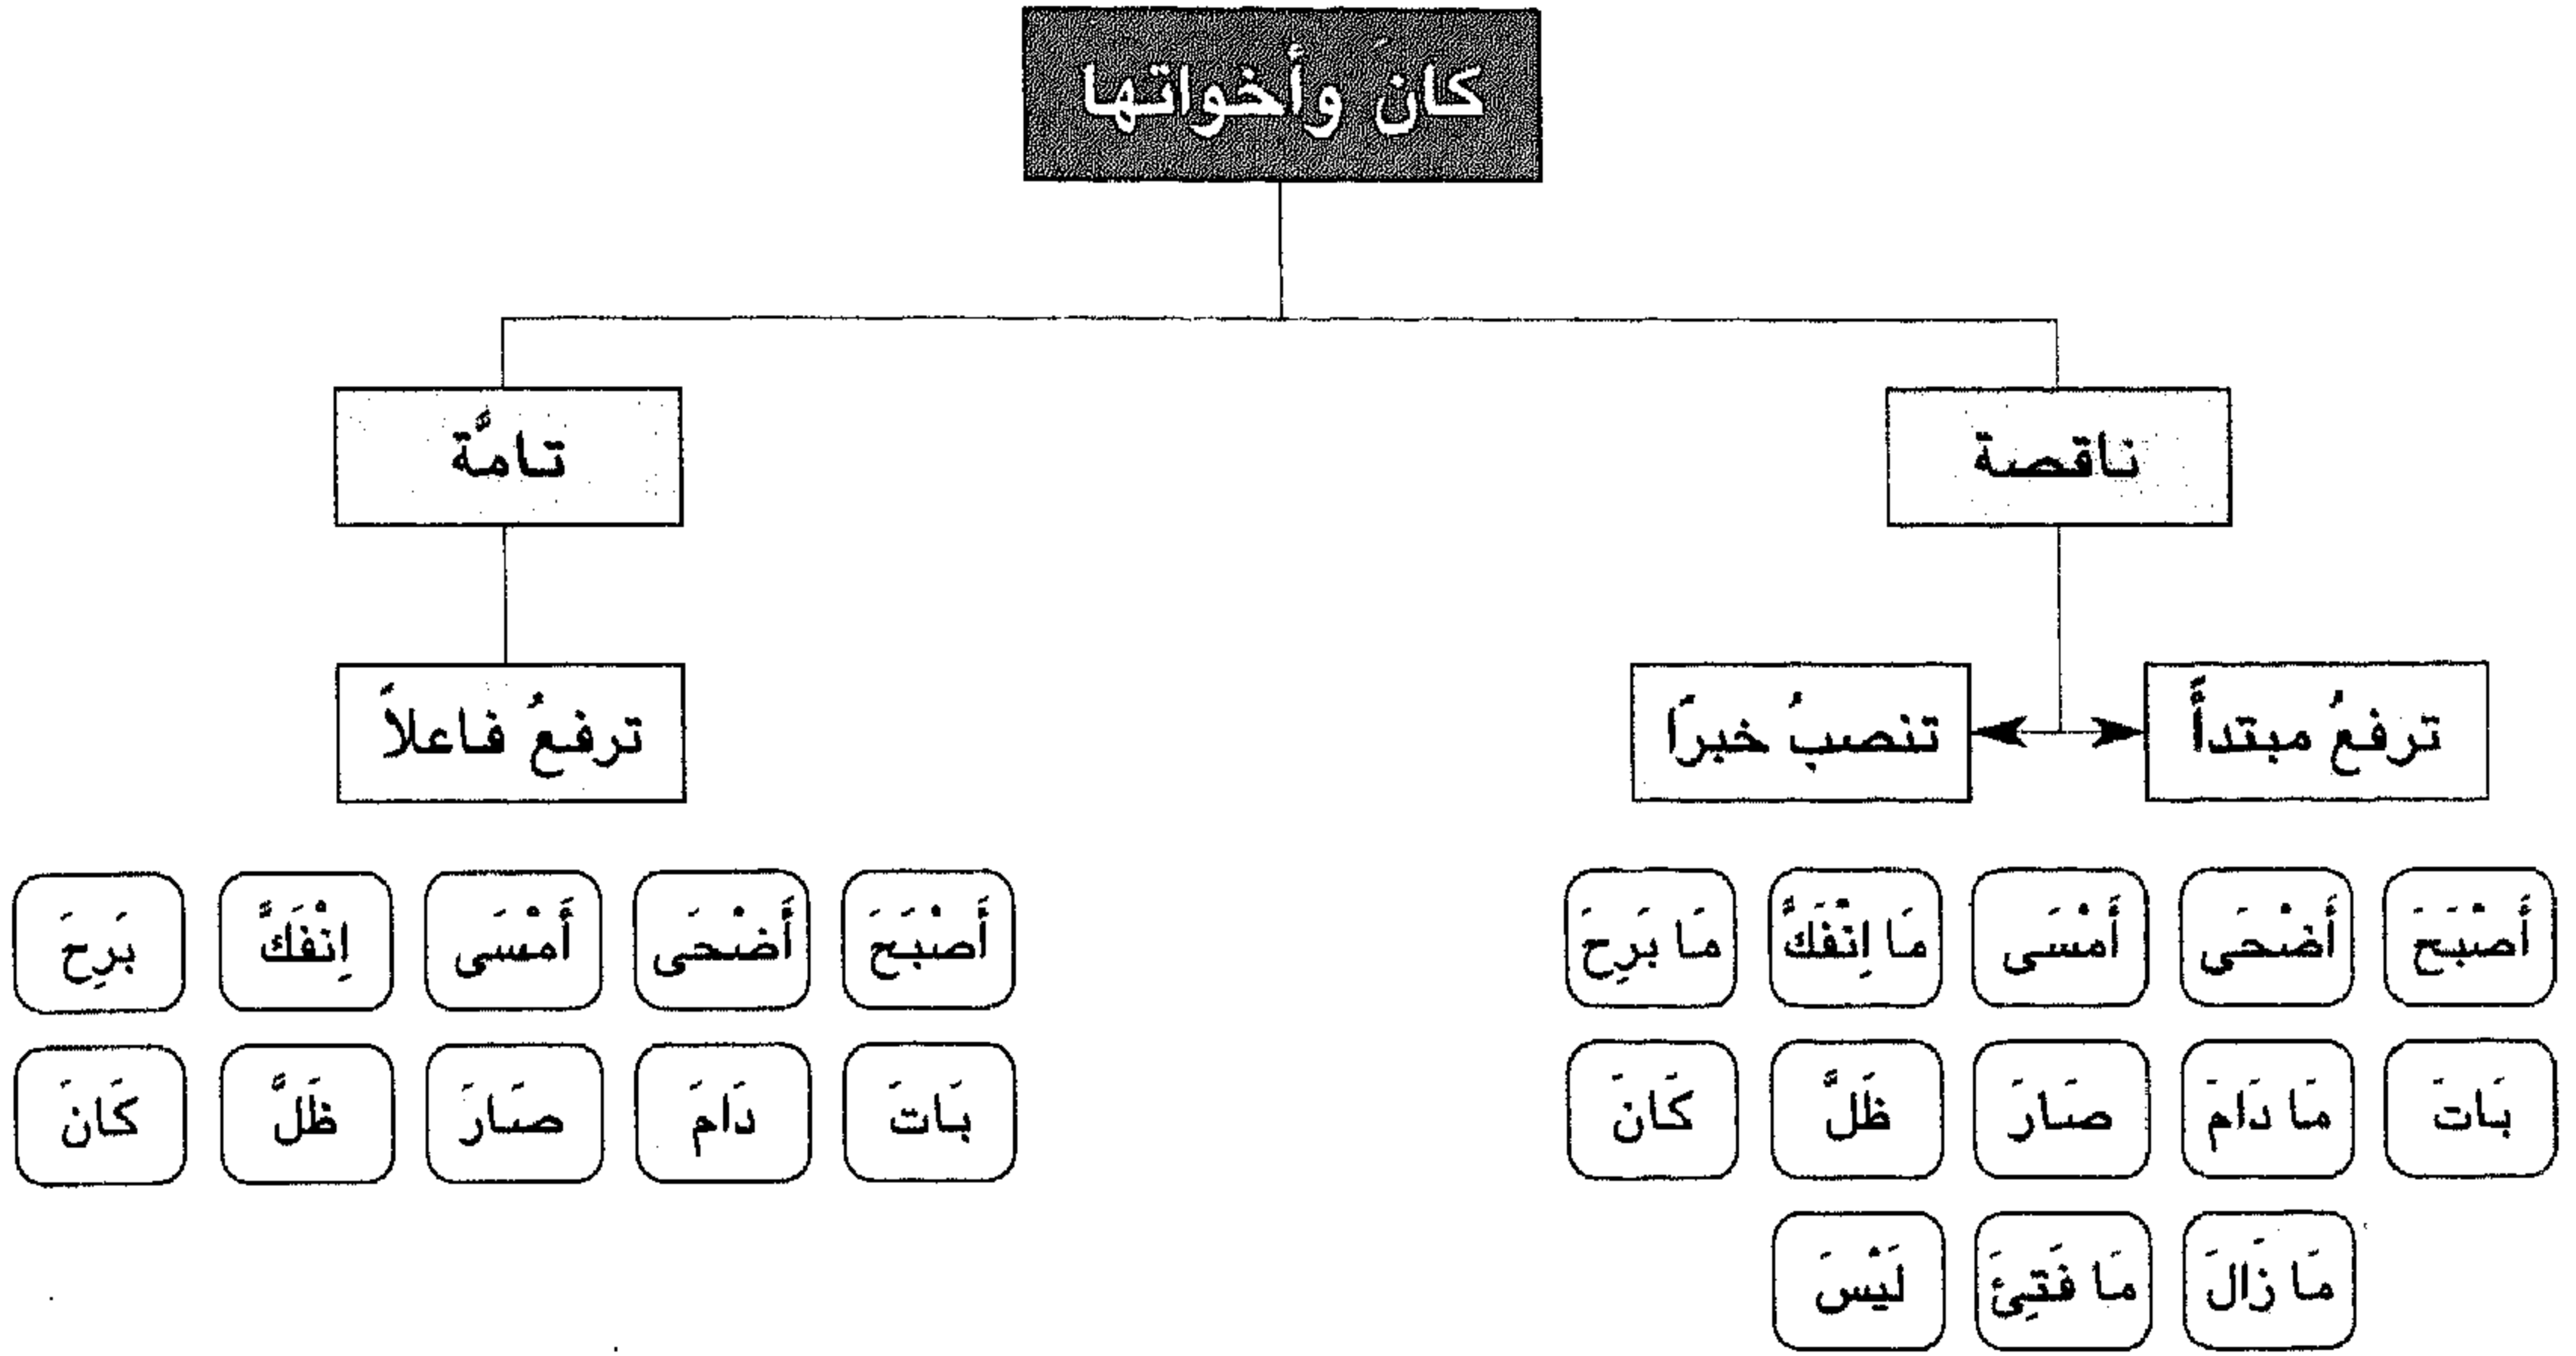 كانَ وأخواتها
ناقصة
تامَّة
ترفعُ مبتدأً
تنصبُ خبرًا
ترفعُ فاعلاً
أَصْبَحَ
أَضْحَى
أَمْسَى
مَا اِنْفَكَّ
مَا بَرِحَ
بَاتَ
مَا دَامَ
صَارَ
ظَلَّ
كَانَ
مَا زَالَ
مَا فَتِئَ
لَيْسَ
أَصْبَحَ
أَضْحَى
أَمْسَى
اِنْفَكَّ
بَرِحَ
بَاتَ
دَامَ
صَارَ
ظَلَّ
كَانَ